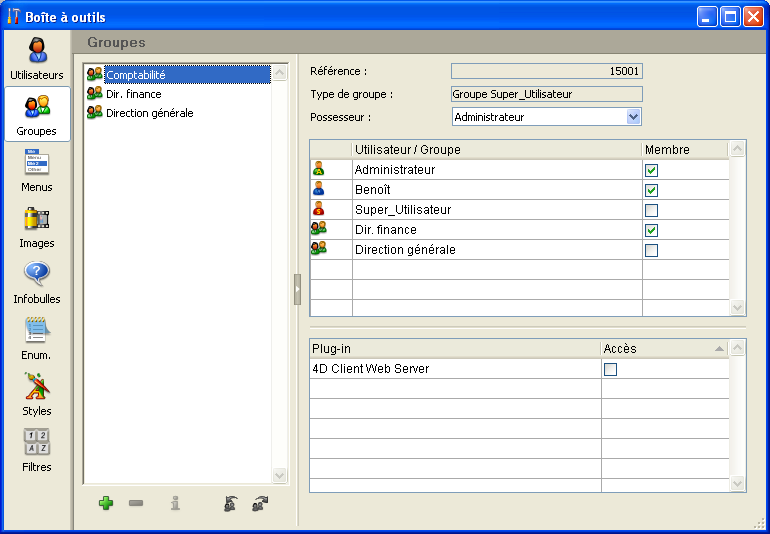 Boîte à outils
Utilisateurs
Groupes
Menus
Images
Infobulles
Enum.
Styles
Filtres
Groupes
Comptabilité
Dir. finance
Direction générale
Référence : 15001
Type de groupe : Groupe Super_Utilisateur
Possesseur : Administrateur
Utilisateur / Groupe Membre
Administrateur
Benoît
Super_Utilisateur
Dir. finance
Direction générale
Plug-in Accès
4D Client Web Server